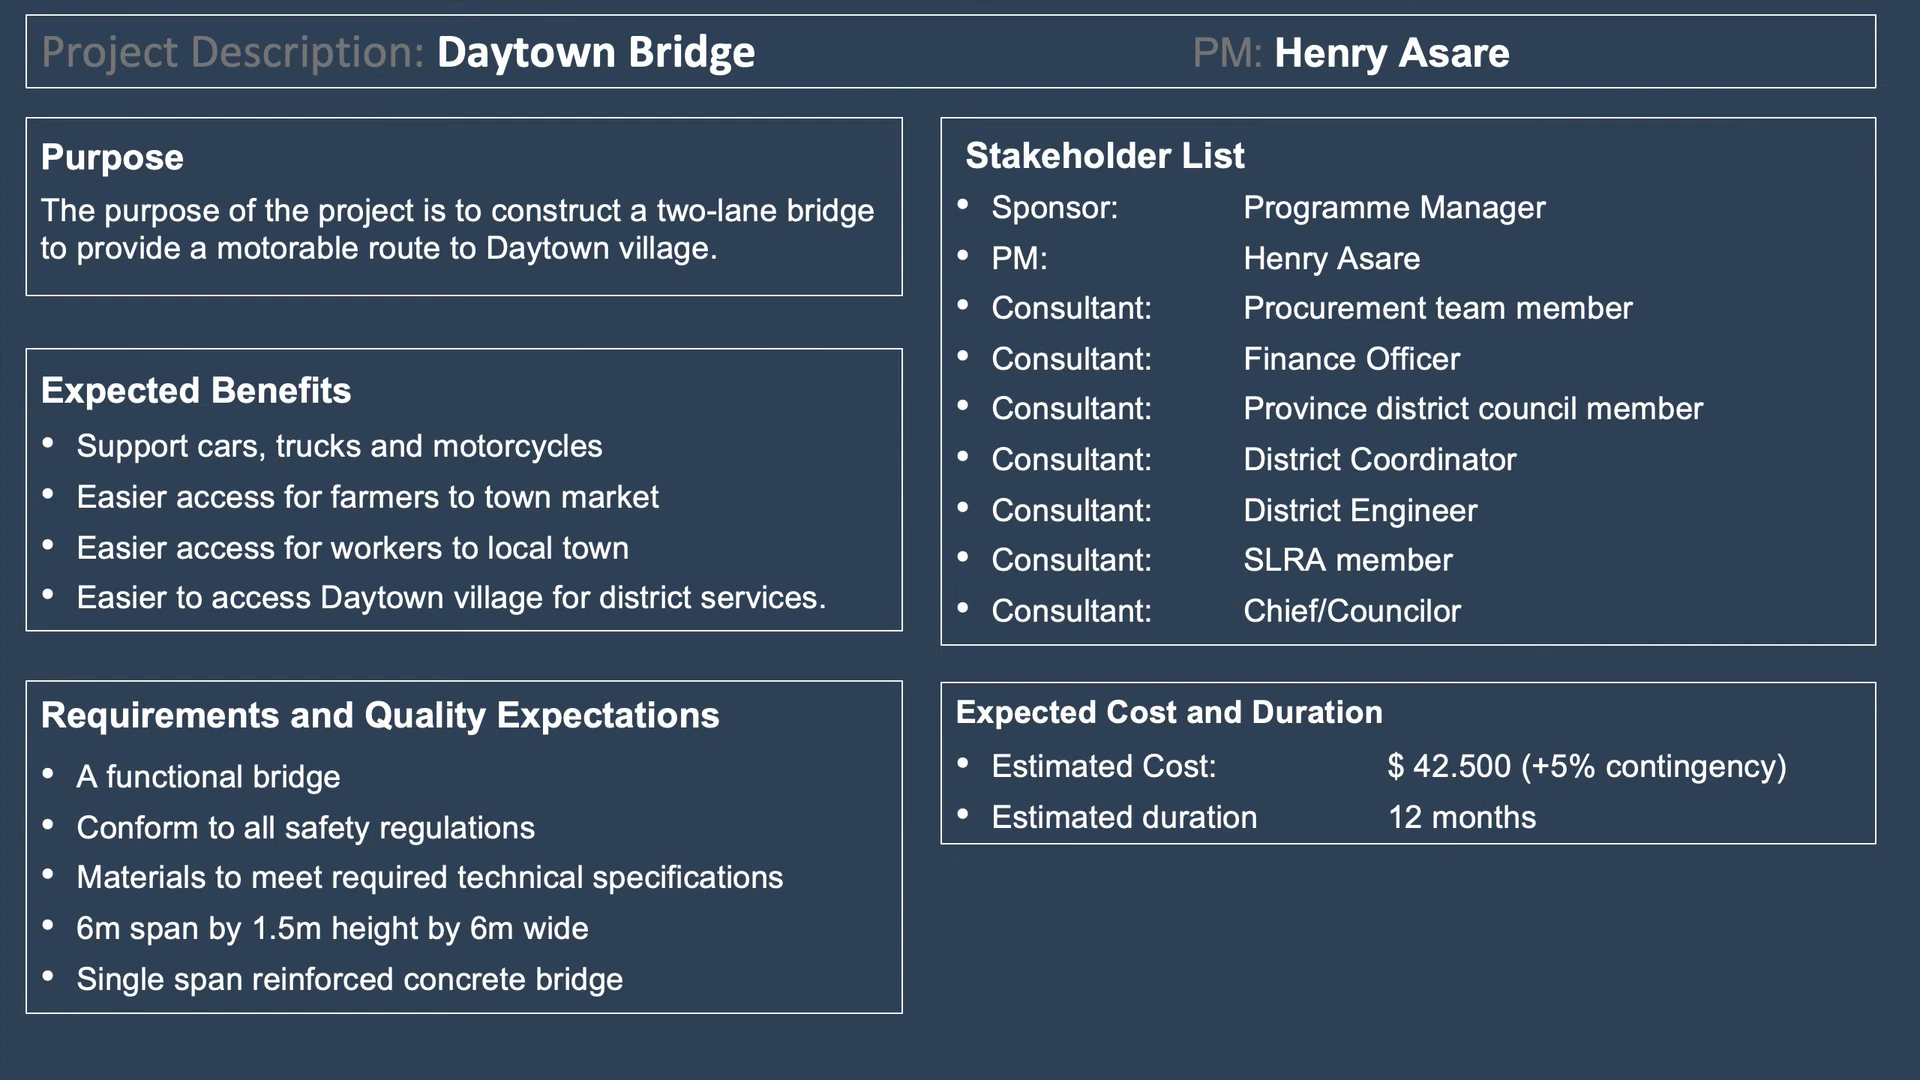 Project Description: Daytown Bridge
PM: Henry Asare
Purpose
The purpose of the project is to construct a two-lane bridge
to provide a motorable route to Daytown village.
Expected Benefits
• Support cars, trucks and motorcycles
• Easier access for farmers to town market
• Easier access for workers to local town
• Easier to access Daytown village for district services.
Requirements and Quality Expectations
• A functional bridge
• Conform to all safety regulations
• Materials to meet required technical specifications
• 6m span by 1.5m height by 6m wide
• Single span reinforced concrete bridge
Stakeholder List
• Sponsor: Programme Manager
• PM: Henry Asare
• Consultant: Procurement team member
• Consultant: Finance Officer
• Consultant: Province district council member
• Consultant: District Coordinator
• Consultant: District Engineer
• Consultant: SLRA member
• Consultant: Chief/Councilor
Expected Cost and Duration
• Estimated Cost: $ 42.500 (+5% contingency)
• Estimated duration 12 months